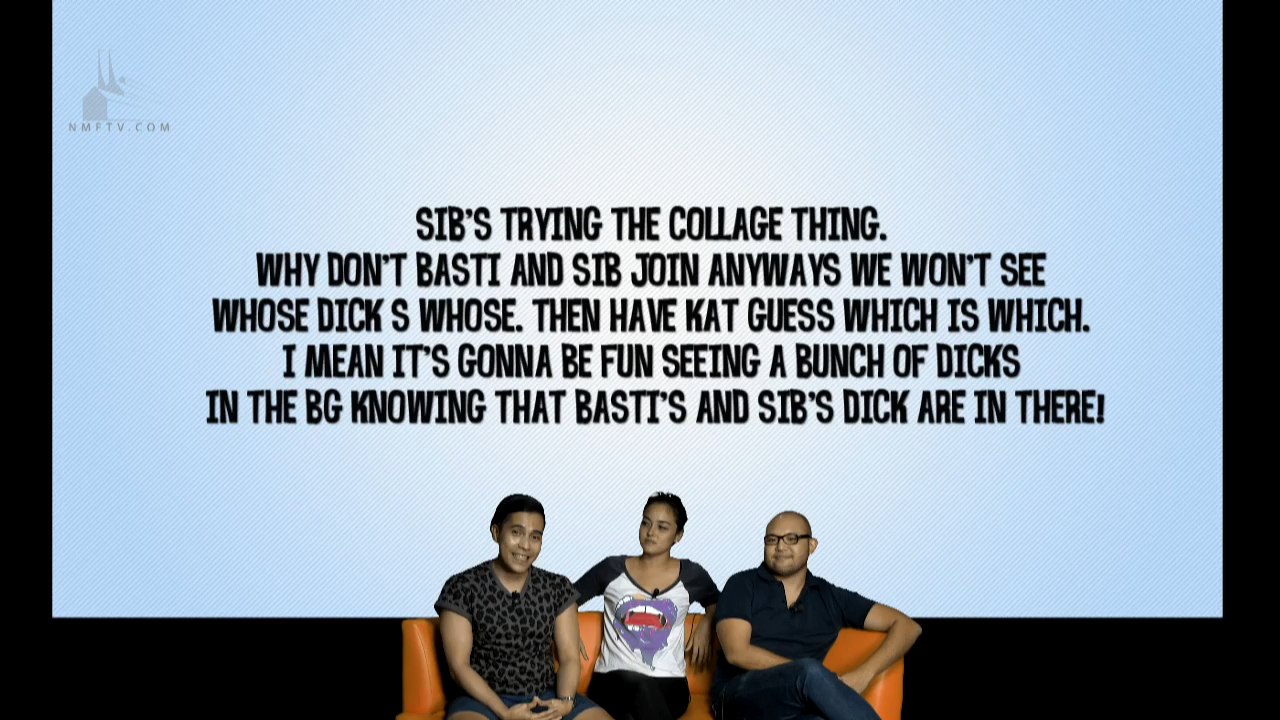 NMFTV.COM
SIB'S TRYING THE COLLAGE THING.
WHY DON'T BASTI AND SIB JOIN ANYWAYS WE WON'T SEE
WHOSE DICK S WHOSE. THEN HAVE KAT GUESS WHICH IS WHICH.
I MEAN IT'S GONNA BE FUN SEEING A BUNCH OF DICKS
IN THE BG KNOWING THAT BASTI'S AND SIB'S DICK ARE IN THERE!